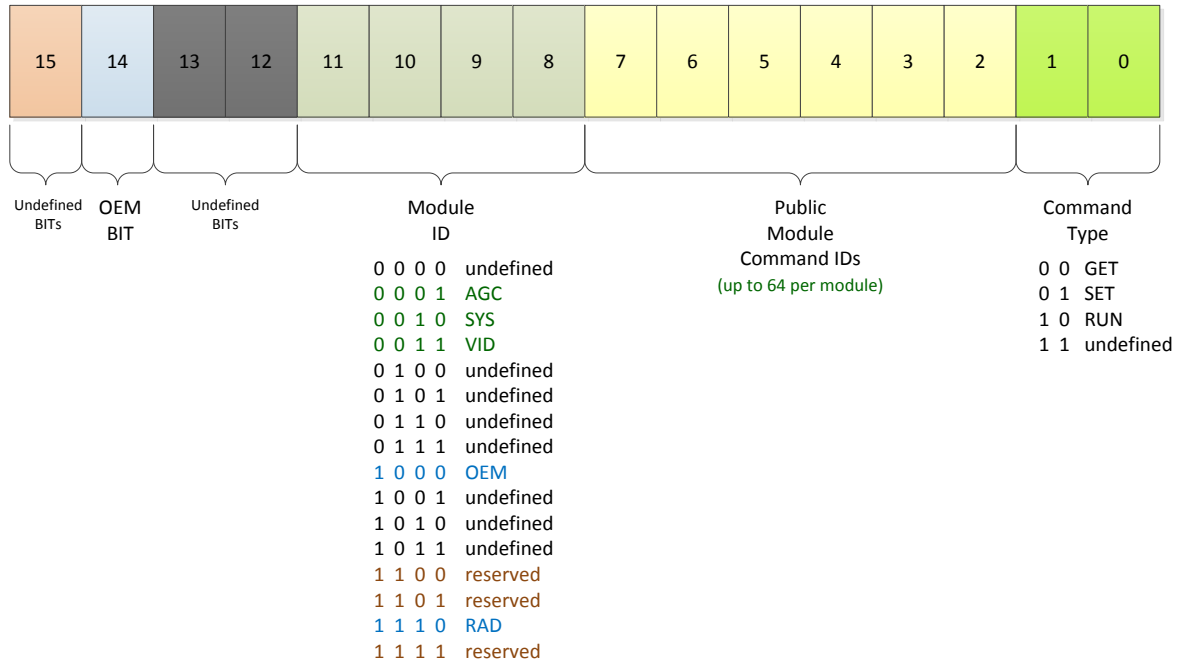 15 14 13 12 11 10 9 8 7 6 5 4 3 2 1 0
Undefined
BITs
OEM
BIT
Undefined
BITs
Module
ID
0 0 0 0 undefined
0 0 0 1 AGC
0 0 1 0 SYS
0 0 1 1 VID
0 1 0 0 undefined
0 1 0 1 undefined
0 1 1 0 undefined
0 1 1 1 undefined
1 0 0 0 OEM
1 0 0 1 undefined
1 0 1 0 undefined
1 0 1 1 undefined
1 1 0 0 reserved
1 1 0 1 reserved
1 1 1 0 RAD
1 1 1 1 reserved
Public
Module
Command IDs
(up to 64 per module)
Command
Type
0 0 GET
0 1 SET
1 0 RUN
1 1 undefined